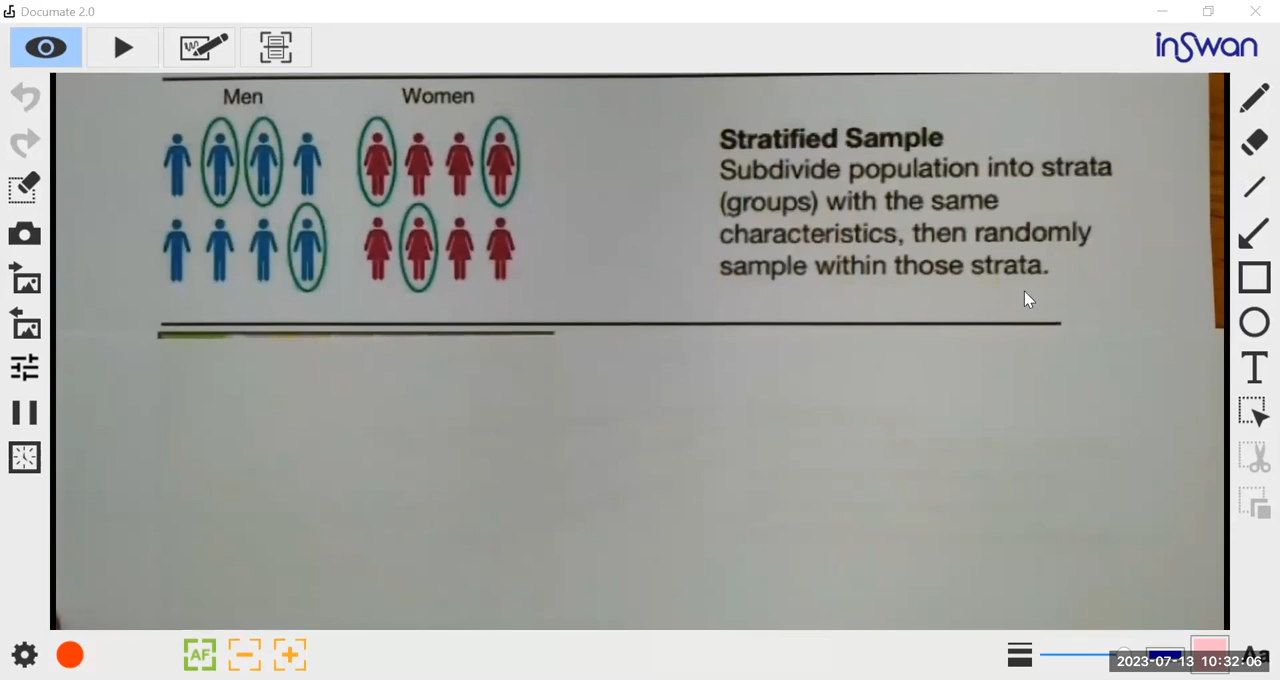 Documate 2.0
inSwan
Men Women
Stratified Sample
Subdivide population into strata
(groups) with the same
characteristics, then randomly
sample within those strata.
AF
Aa
2023-07-13 10:32:06